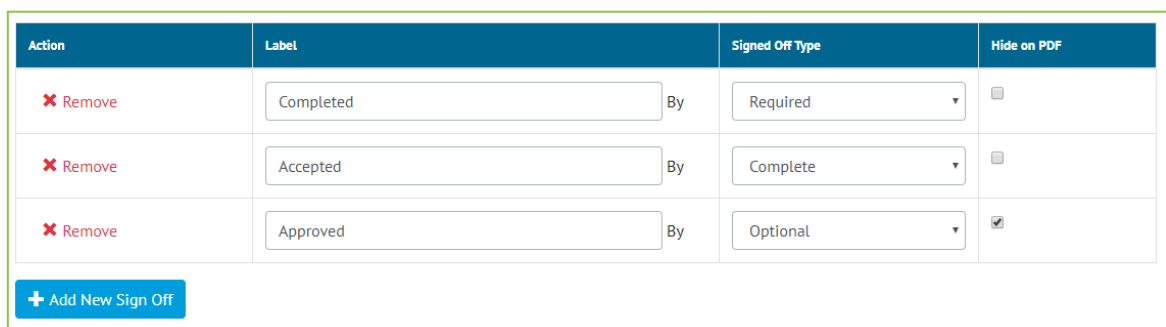 Action Label Signed Off Type Hide on PDF
Remove Completed By Required
Remove Accepted By Complete
Remove Approved By Optional
Add New Sign Off